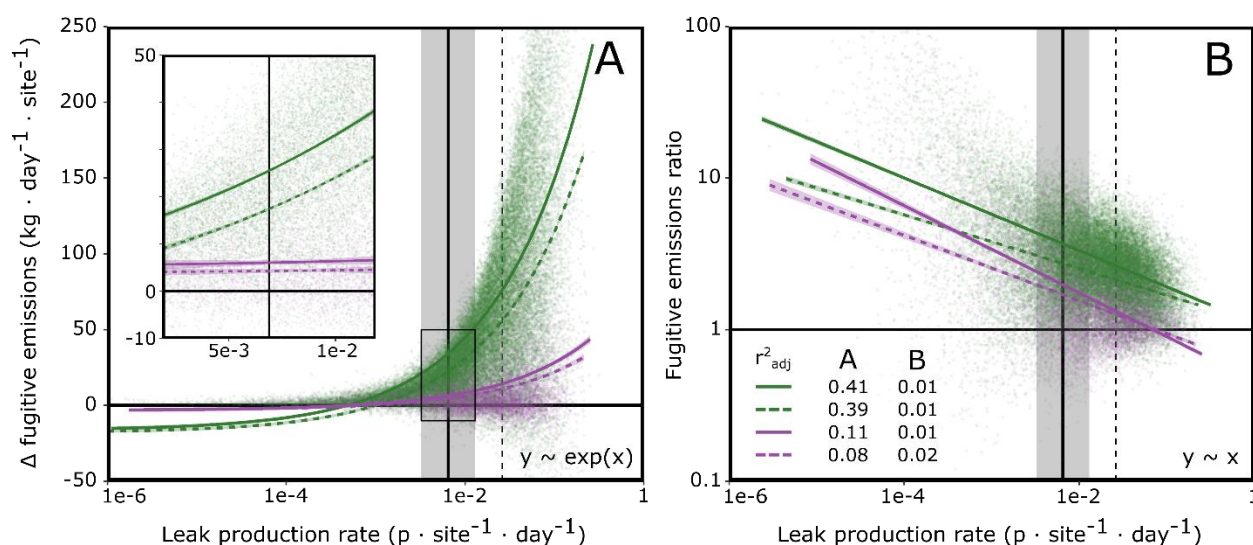 A
Δ fugitive emissions (kg · day⁻¹ · site⁻¹)
250
200
150
100
50
0
-50
50
0
-10
5e-3 1e-2
y ~ exp(x)
1e-6 1e-4 1e-2 1
Leak production rate (p · site⁻¹ · day⁻¹)
B
Fugitive emissions ratio
100
10
1
0.1
r²adj A B
0.41 0.01
0.39 0.01
0.11 0.01
0.08 0.02
y ~ x
1e-6 1e-4 1e-2 1
Leak production rate (p · site⁻¹ · day⁻¹)